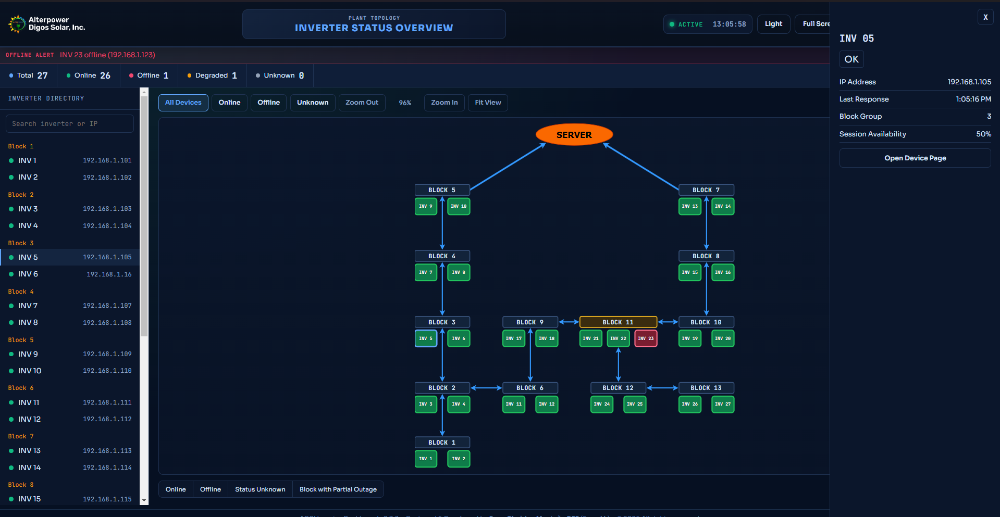 Alterpower
Digos Solar, Inc.
PLANT TOPOLOGY
INVERTER STATUS OVERVIEW
ACTIVE 13:05:58
Light
Full Scre
OFFLINE ALERT INV 23 offline (192.168.1.123)
Total 27
Online 26
Offline 1
Degraded 1
Unknown 0
INVERTER DIRECTORY
Search inverter or IP
Block 1
INV 1 192.168.1.101
INV 2 192.168.1.102
Block 2
INV 3 192.168.1.103
INV 4 192.168.1.104
Block 3
INV 5 192.168.1.105
INV 6 192.168.1.16
Block 4
INV 7 192.168.1.107
INV 8 192.168.1.108
Block 5
INV 9 192.168.1.109
INV 10 192.168.1.110
Block 6
INV 11 192.168.1.111
INV 12 192.168.1.112
Block 7
INV 13 192.168.1.113
INV 14 192.168.1.114
Block 8
INV 15 192.168.1.115
All Devices
Online
Offline
Unknown
Zoom Out
96%
Zoom In
Fit View
SERVER
BLOCK 5
INV 9 INV 10
BLOCK 7
INV 13 INV 14
BLOCK 4
INV 7 INV 8
BLOCK 8
INV 15 INV 16
BLOCK 3
INV 5 INV 6
BLOCK 9
INV 17 INV 18
BLOCK 11
INV 21 INV 22 INV 23
BLOCK 10
INV 19 INV 20
BLOCK 2
INV 3 INV 4
BLOCK 6
INV 11 INV 12
BLOCK 12
INV 24 INV 25
BLOCK 13
INV 26 INV 27
BLOCK 1
INV 1 INV 2
Online
Offline
Status Unknown
Block with Partial Outage
X
INV 05
OK
IP Address 192.168.1.105
Last Response 1:05:16 PM
Block Group 3
Session Availability 50%
Open Device Page